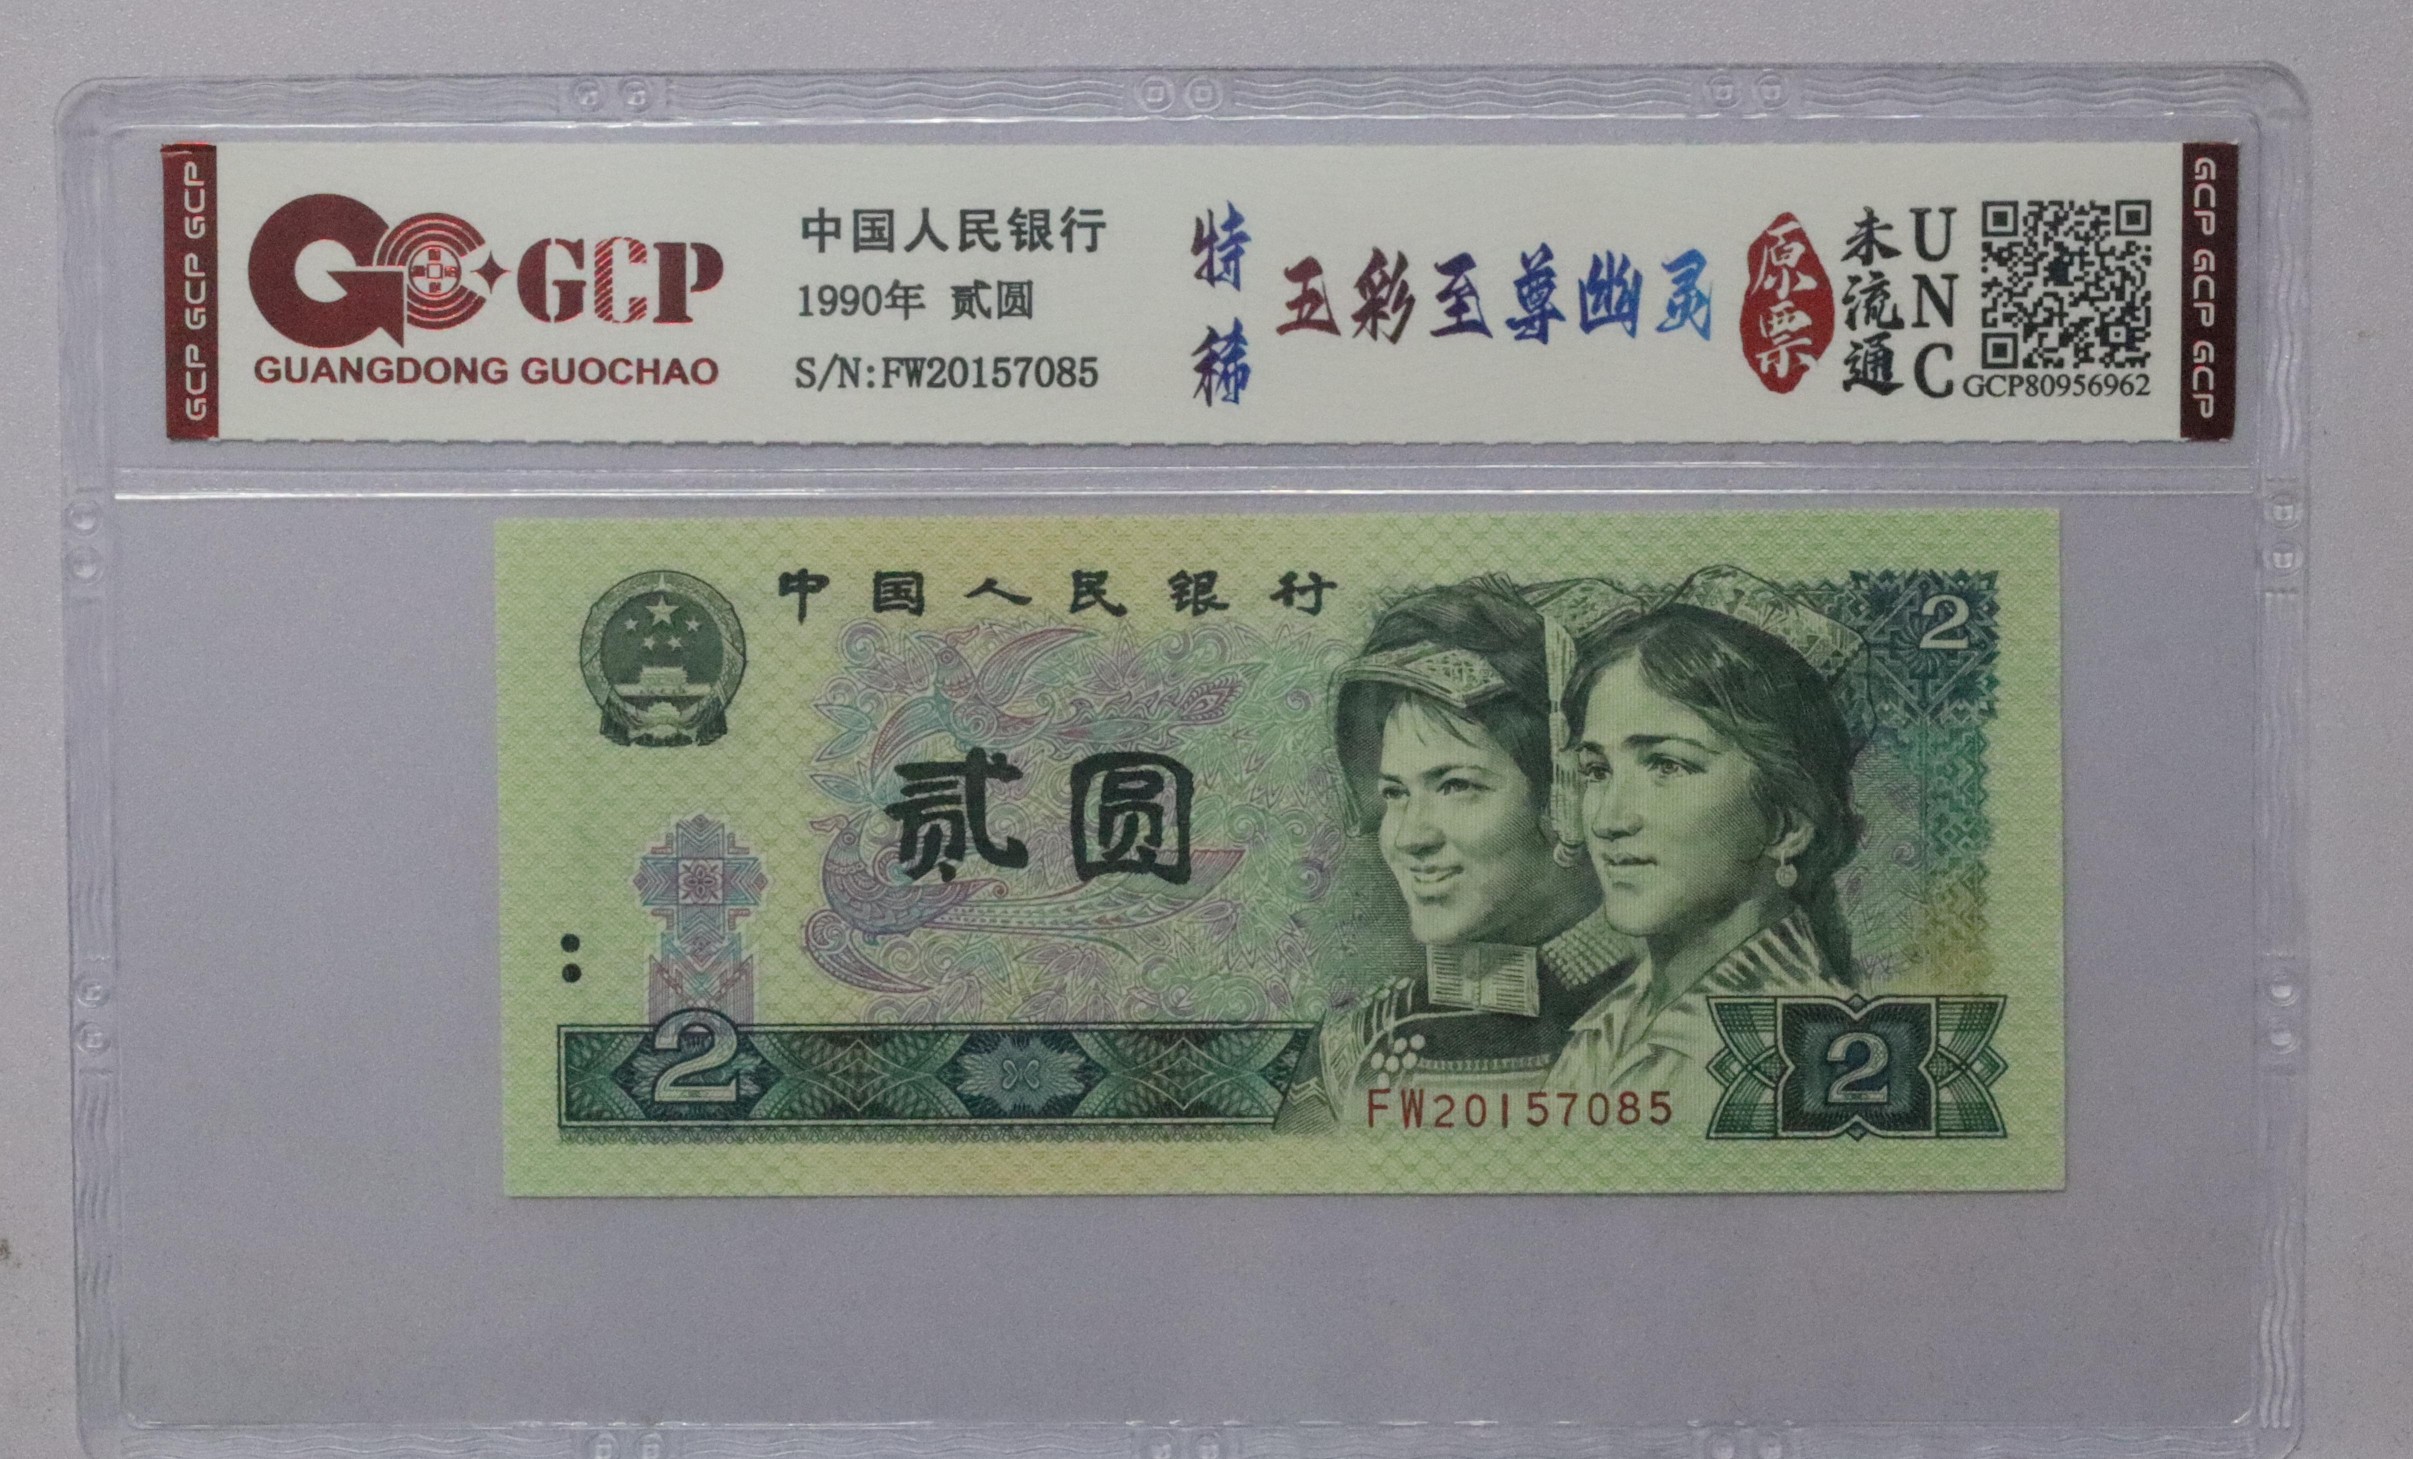 GCP GCP GCP
GCP
GUANGDONG GUOCHAO
中国人民银行
1990年 贰圆
S/N:FW20157085
特稀
五彩至尊幽灵
原票
未流通
UNC
GCP80956962
GCP GCP GCP
中国人民银行
2
贰圆
2
2
FW20157085